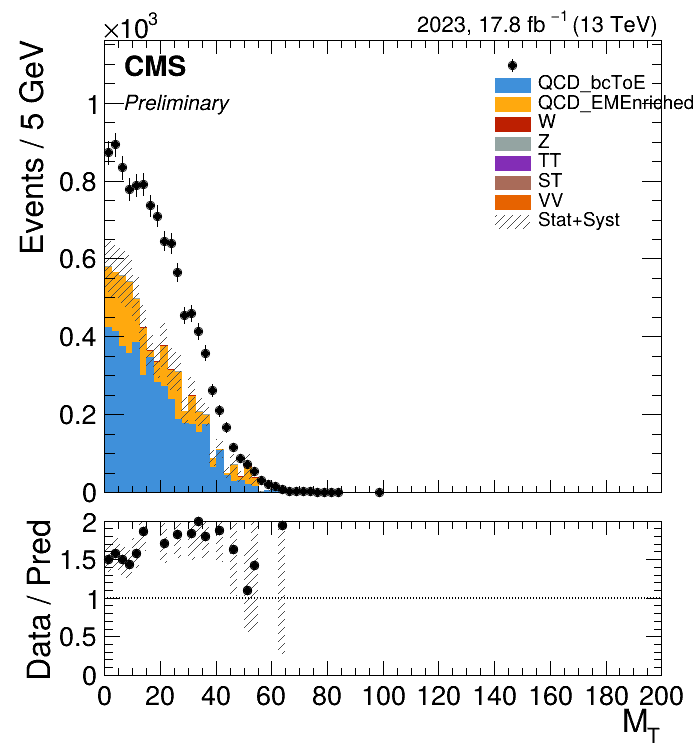 ×10³
2023, 17.8 fb⁻¹ (13 TeV)
Events / 5 GeV
CMS
Preliminary
QCD_bcToE
QCD_EMEnriched
W
Z
TT
ST
VV
Stat+Syst
1
0.8
0.6
0.4
0.2
0
Data / Pred
2
1.5
1
0.5
0
0 20 40 60 80 100 120 140 160 180 200
M_T